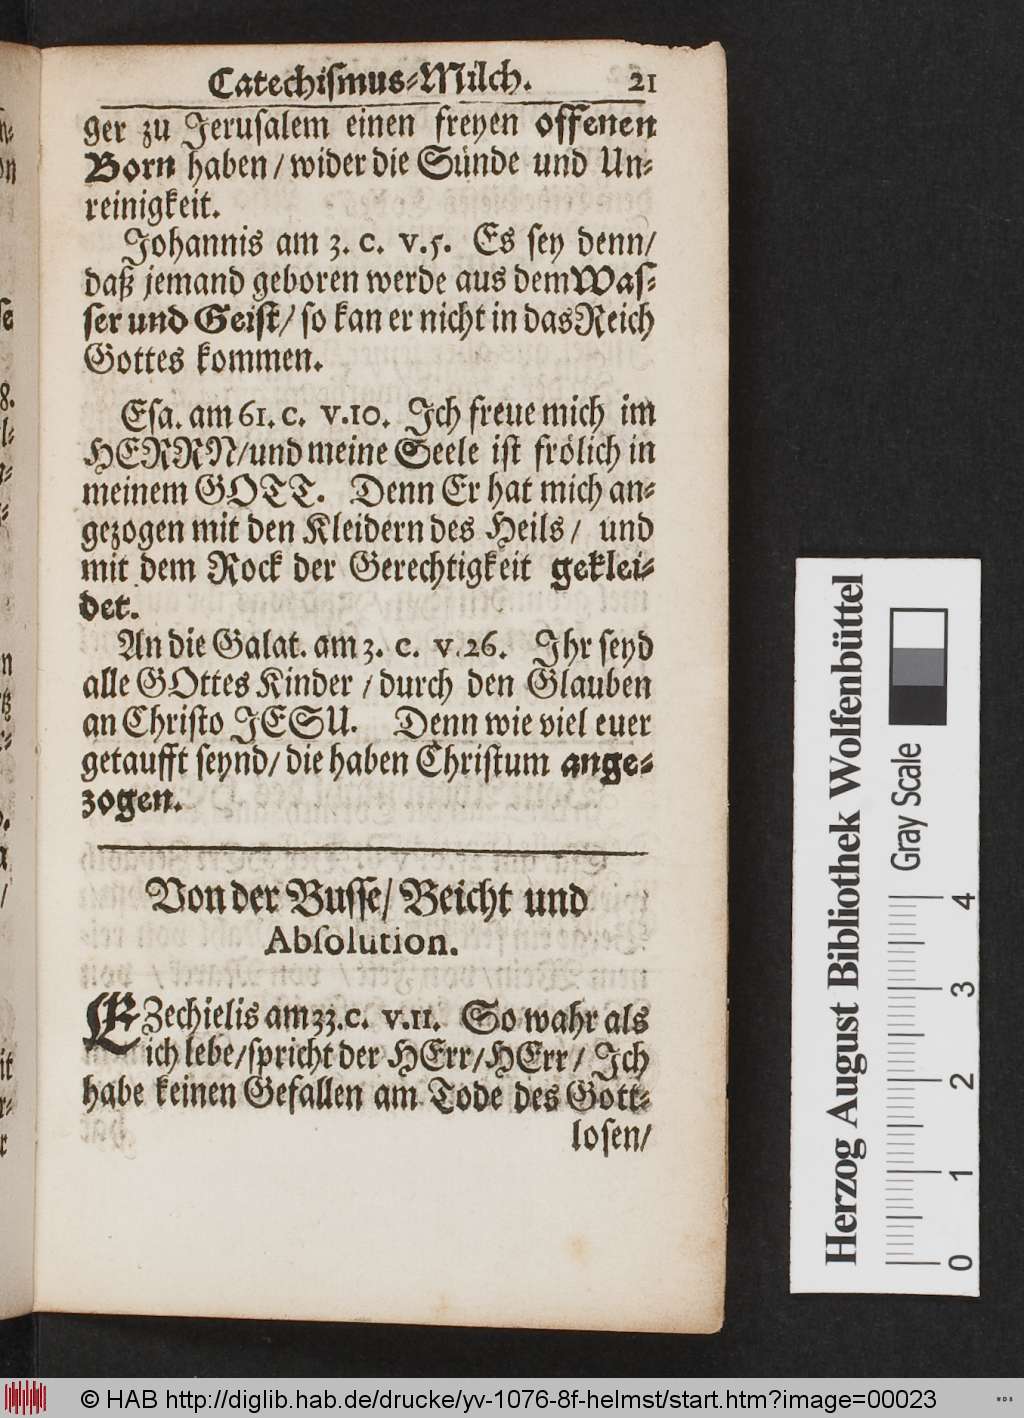 Catechiſmus⸗Milch. 21
ger zu Jeruſalem einen freyen offenen
Born haben / wider die Sünde und Un⸗
reinigkeit.
Johannis am 3. c. v.5. Es ſey denn/
daß jemand geboren werde aus dem Waſ⸗
ſer und Geiſt / ſo kan er nicht in das Reich
Gottes kommen.
Eſa. am 61. c. v.10. Ich freue mich im
HERRN/und meine Seele iſt frölich in
meinem GOTT. Denn Er hat mich an⸗
gezogen mit den Kleidern des Heils / und
mit dem Rock der Gerechtigkeit geklei⸗
det.
An die Galat. am 3. c. v.26. Ihr ſeyd
alle GOttes Kinder / durch den Glauben
an Chriſto JESU. Denn wie viel euer
getaufft ſeynd/ die haben Chriſtum ange⸗
zogen.
Von der Buſſe/ Beicht und
Abſolution.
EZechielis am 33.c. v.11. So wahr als
ich lebe/ſpricht der HErr/HErr/ Ich
habe keinen Gefallen am Tode des Gott⸗
loſen/
Herzog August Bibliothek Wolfenbüttel
Gray Scale
0 1 2 3 4
© HAB http://diglib.hab.de/drucke/yv-1076-8f-helmst/start.htm?image=00023